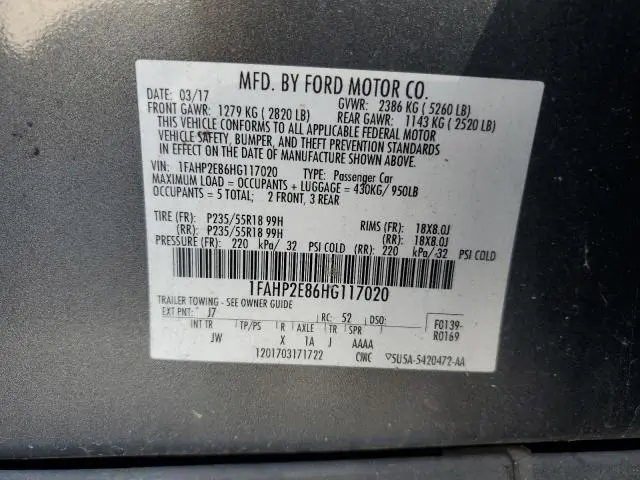 MFD. BY FORD MOTOR CO.
DATE: 03/17 GVWR: 2386 KG ( 5260 LB)
FRONT GAWR: 1279 KG ( 2820 LB) REAR GAWR: 1143 KG ( 2520 LB)
THIS VEHICLE CONFORMS TO ALL APPLICABLE FEDERAL MOTOR
VEHICLE SAFETY, BUMPER, AND THEFT PREVENTION STANDARDS
IN EFFECT ON THE DATE OF MANUFACTURE SHOWN ABOVE.
VIN: 1FAHP2E86HG117020 TYPE: Passenger Car
MAXIMUM LOAD = OCCUPANTS + LUGGAGE = 430KG/ 950LB
OCCUPANTS = 5 TOTAL; 2 FRONT, 3 REAR
TIRE (FR): P235/55R18 99H RIMS (FR): 18X8.0J
(RR): P235/55R18 99H (RR): 18X8.0J
PRESSURE (FR): 220 kPa/ 32 PSI COLD (RR): 220 kPa/ 32 PSI COLD
1FAHP2E86HG117020
TRAILER TOWING - SEE OWNER GUIDE
EXT PNT: J7 RC: 52 DSO: F0139-
INT TR TP/PS R AXLE TR SPR R0169
JW X 1A J AAAA
1201703171722 CWC ▽5U5A-5420472-AA